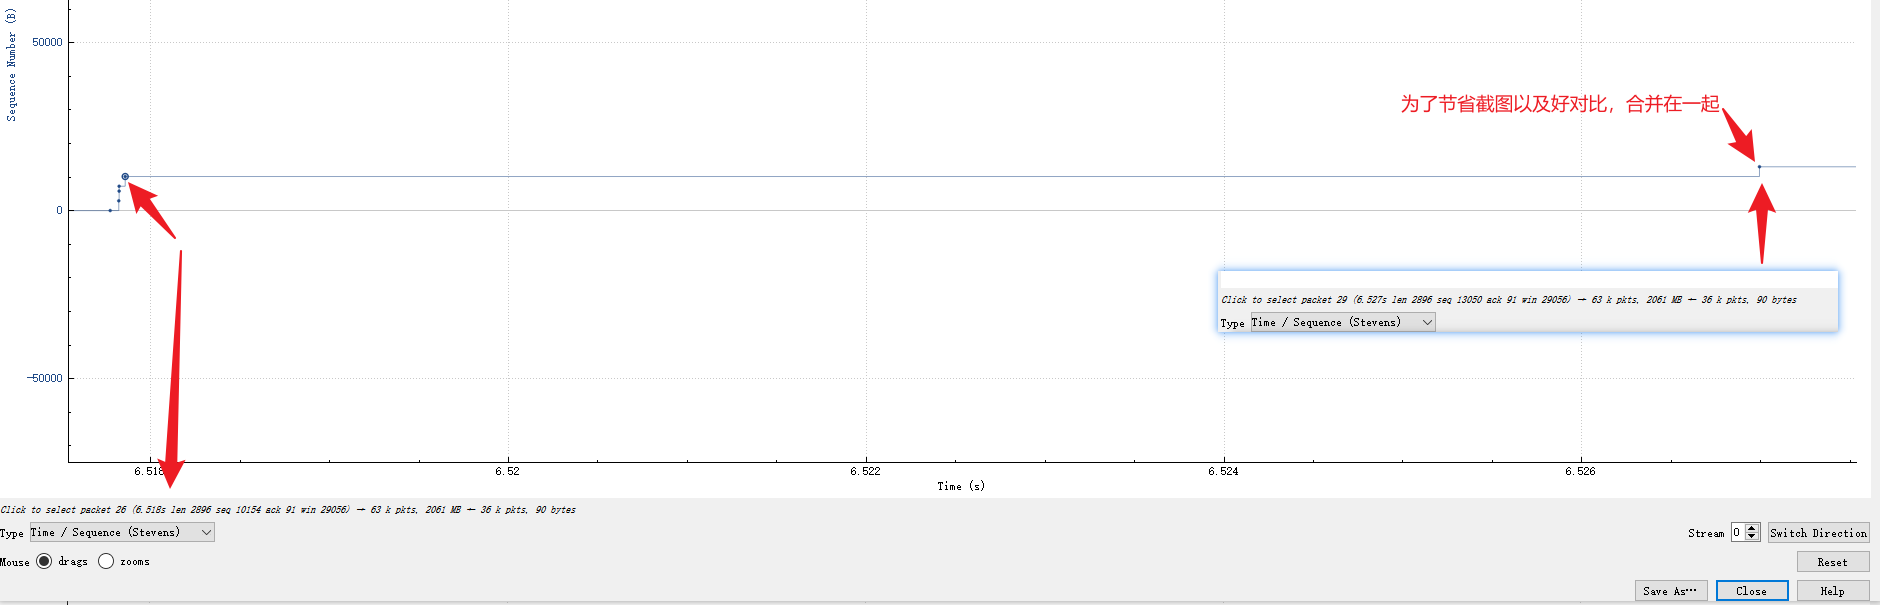 Sequence Number (B)
50000
0
-50000
为了节省截图以及好对比，合并在一起
Click to select packet 29 (6.527s len 2896 seq 13050 ack 91 win 29056) → 63 k pkts, 2061 MB ← 36 k pkts, 90 bytes
Type Time / Sequence (Stevens)
6.518 6.52 6.522 6.524 6.526
Time (s)
Click to select packet 26 (6.518s len 2896 seq 10154 ack 91 win 29056) → 63 k pkts, 2061 MB ← 36 k pkts, 90 bytes
Type Time / Sequence (Stevens)
Stream 0 Switch Direction
Mouse drags zooms
Reset
Save As… Close Help